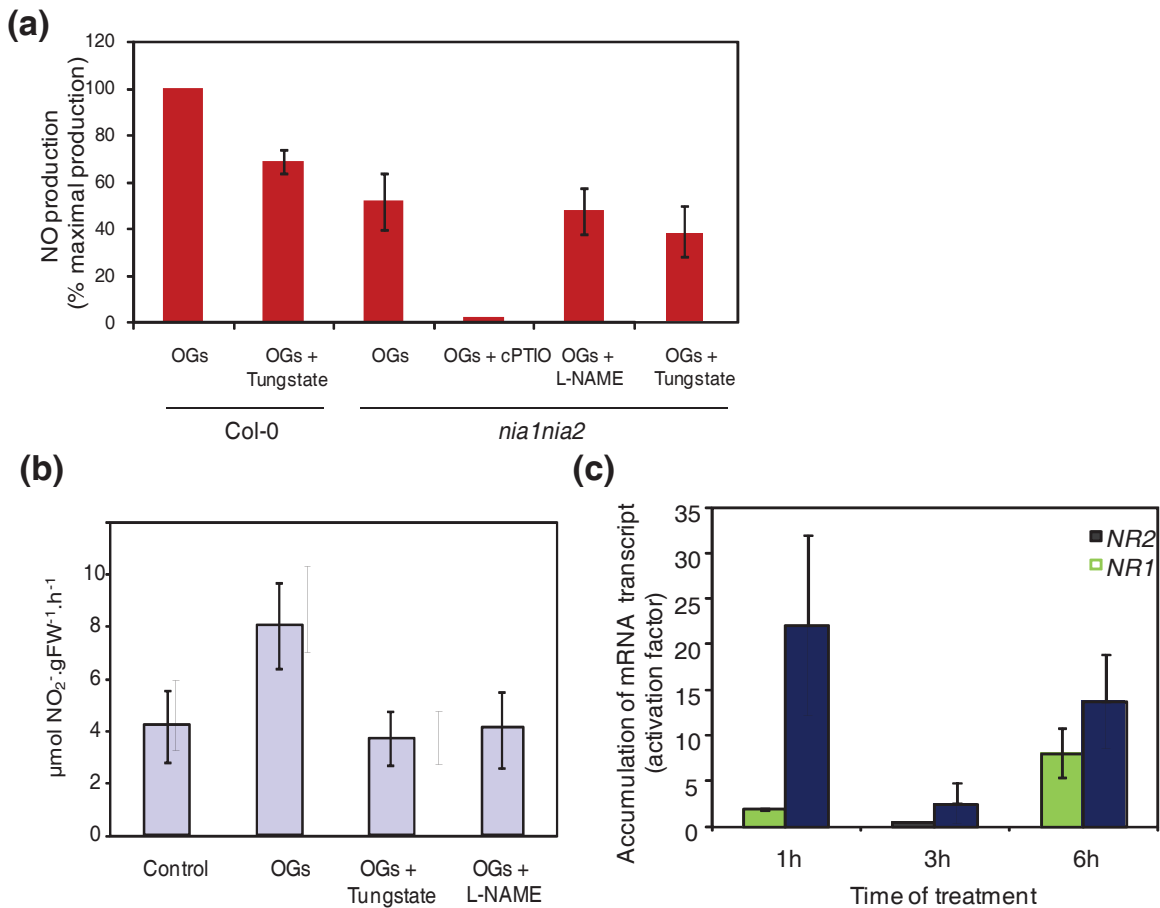 (a)
NO production
(% maximal production)
120
100
80
60
40
20
0
OGs
OGs +
Tungstate
OGs
OGs + cPTIO
OGs +
L-NAME
OGs +
Tungstate
Col-0
nia1nia2
(b)
µmol NO₂⁻.gFW⁻¹.h⁻¹
10
8
6
4
2
0
Control
OGs
OGs +
Tungstate
OGs +
L-NAME
(c)
Accumulation of mRNA transcript
(activation factor)
35
30
25
20
15
10
5
0
NR2
NR1
1h
3h
6h
Time of treatment